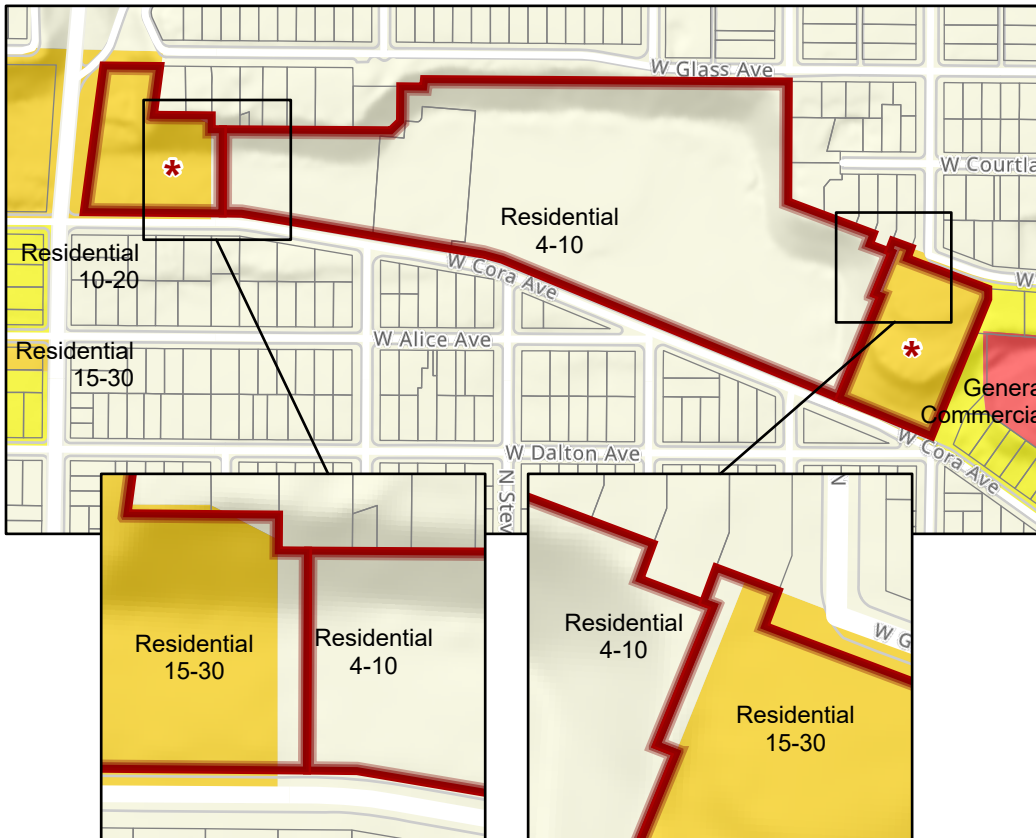 W Glass Ave
W Courtla
*
Residential
4-10
Residential
10-20
W Cora Ave
W
W Alice Ave
Residential
15-30
*
Genera
Commercia
W Dalton Ave
W Cora Ave
N Stev
N
Residential
15-30
Residential
4-10
Residential
4-10
W G
Residential
15-30